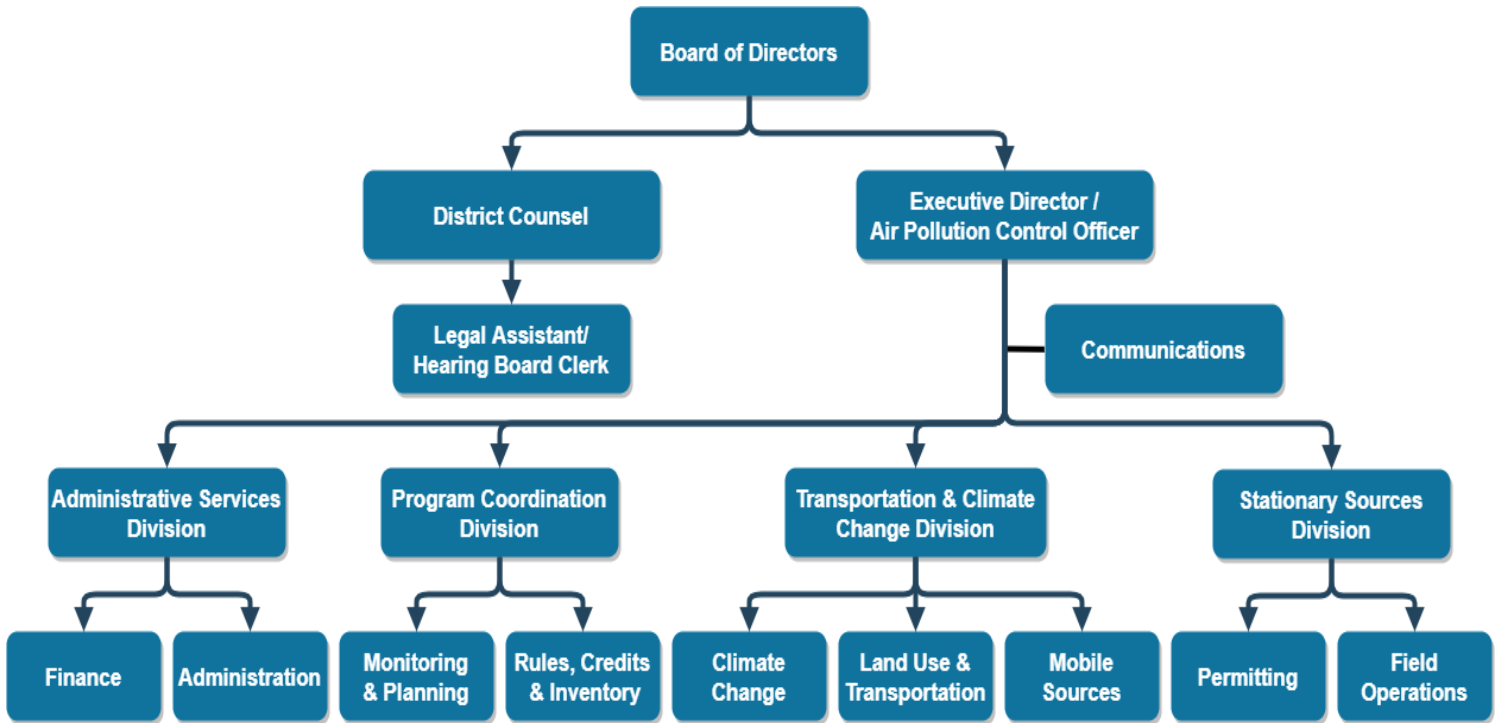 Board of Directors
District Counsel
Executive Director /
Air Pollution Control Officer
Legal Assistant/
Hearing Board Clerk
Communications
Administrative Services
Division
Program Coordination
Division
Transportation & Climate
Change Division
Stationary Sources
Division
Finance
Administration
Monitoring
& Planning
Rules, Credits
& Inventory
Climate
Change
Land Use &
Transportation
Mobile
Sources
Permitting
Field
Operations